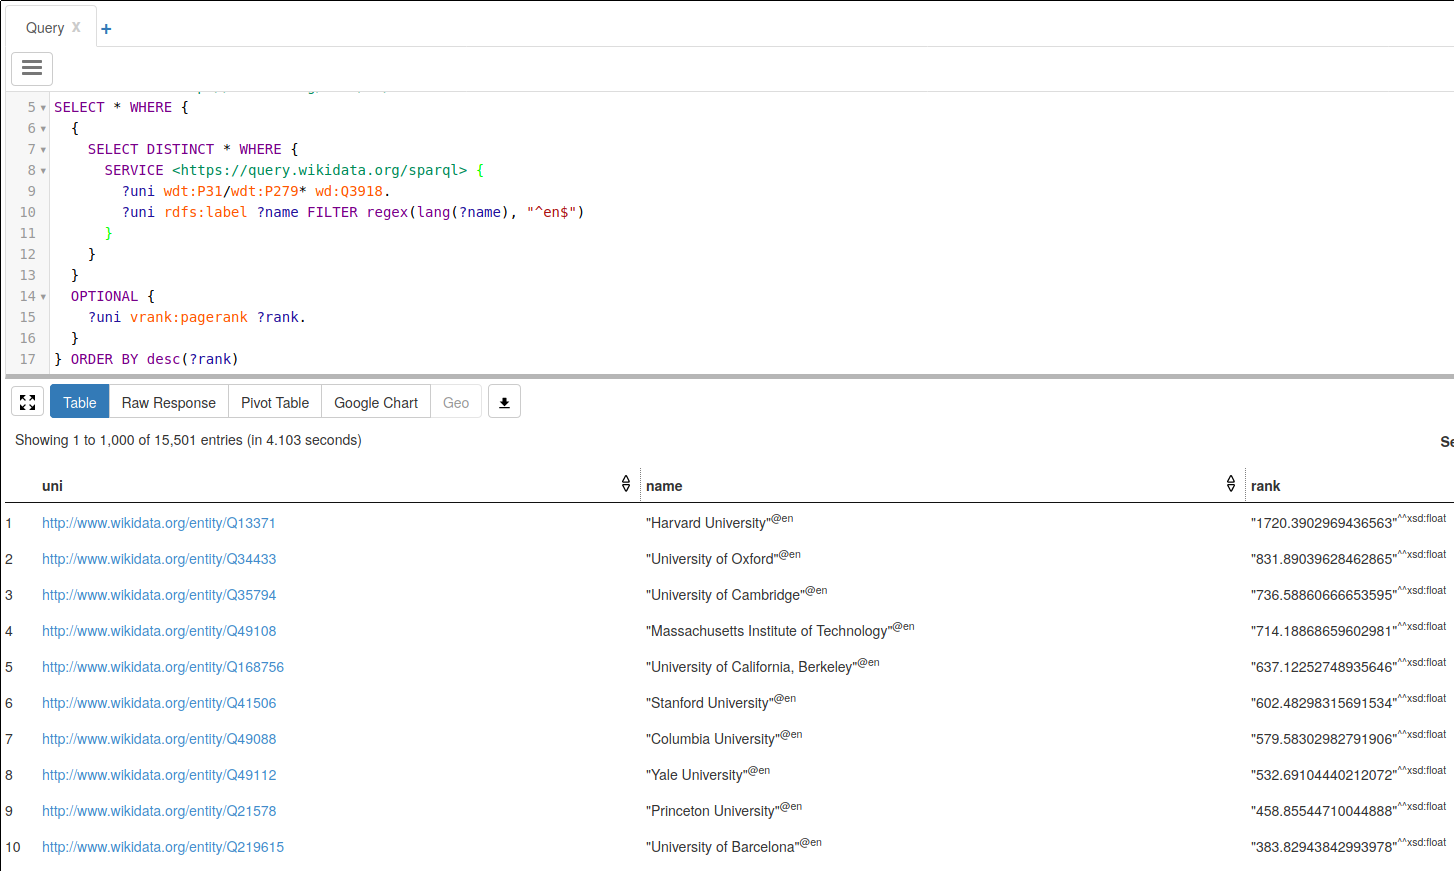 Query X +
5 SELECT * WHERE {
6 {
7 SELECT DISTINCT * WHERE {
8 SERVICE <https://query.wikidata.org/sparql> {
9 ?uni wdt:P31/wdt:P279* wd:Q3918.
10 ?uni rdfs:label ?name FILTER regex(lang(?name), "^en$")
11 }
12 }
13 }
14 OPTIONAL {
15 ?uni vrank:pagerank ?rank.
16 }
17 } ORDER BY desc(?rank)
Table Raw Response Pivot Table Google Chart Geo
Showing 1 to 1,000 of 15,501 entries (in 4.103 seconds) Se
uni name rank
1 http://www.wikidata.org/entity/Q13371 "Harvard University"@en "1720.3902969436563"^^xsd:float
2 http://www.wikidata.org/entity/Q34433 "University of Oxford"@en "831.89039628462865"^^xsd:float
3 http://www.wikidata.org/entity/Q35794 "University of Cambridge"@en "736.58860666653595"^^xsd:float
4 http://www.wikidata.org/entity/Q49108 "Massachusetts Institute of Technology"@en "714.18868659602981"^^xsd:float
5 http://www.wikidata.org/entity/Q168756 "University of California, Berkeley"@en "637.12252748935646"^^xsd:float
6 http://www.wikidata.org/entity/Q41506 "Stanford University"@en "602.48298315691534"^^xsd:float
7 http://www.wikidata.org/entity/Q49088 "Columbia University"@en "579.58302982791906"^^xsd:float
8 http://www.wikidata.org/entity/Q49112 "Yale University"@en "532.69104440212072"^^xsd:float
9 http://www.wikidata.org/entity/Q21578 "Princeton University"@en "458.85544710044888"^^xsd:float
10 http://www.wikidata.org/entity/Q219615 "University of Barcelona"@en "383.82943842993978"^^xsd:float